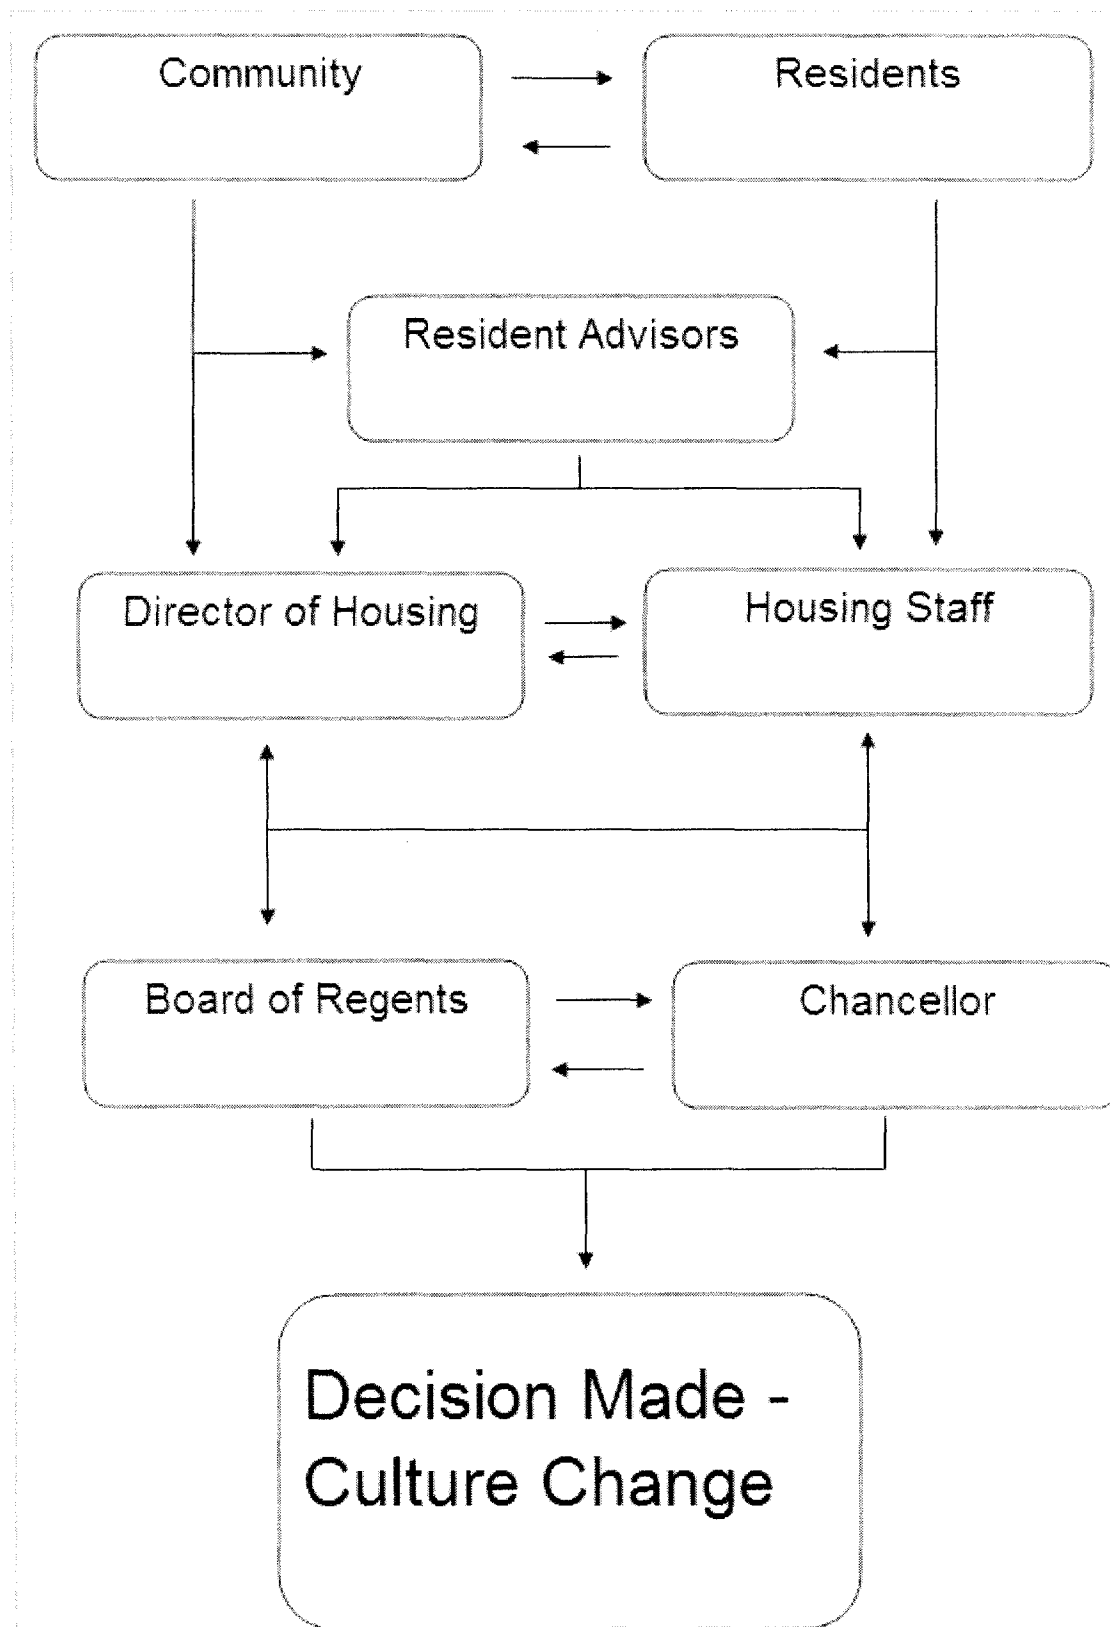 Community
Residents
Resident Advisors
Director of Housing
Housing Staff
Board of Regents
Chancellor
Decision Made -
Culture Change